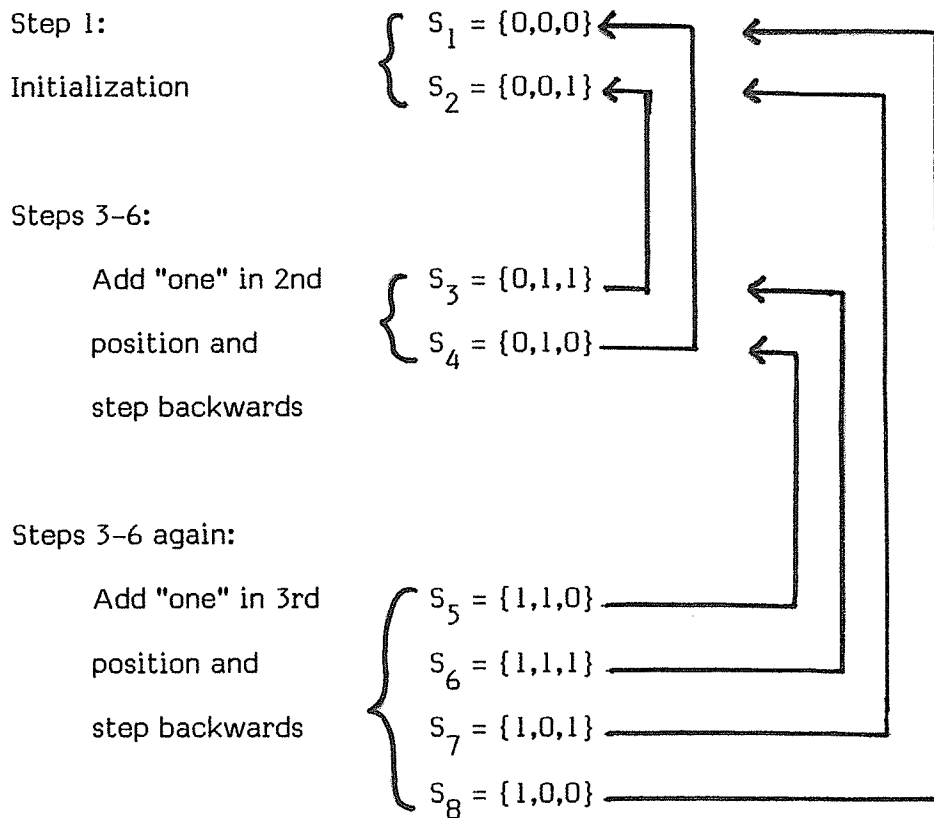 Step 1: S1 = {0,0,0}
Initialization S2 = {0,0,1}
Steps 3-6:
Add "one" in 2nd S3 = {0,1,1}
position and S4 = {0,1,0}
step backwards
Steps 3-6 again:
Add "one" in 3rd S5 = {1,1,0}
position and S6 = {1,1,1}
step backwards S7 = {1,0,1}
S8 = {1,0,0}